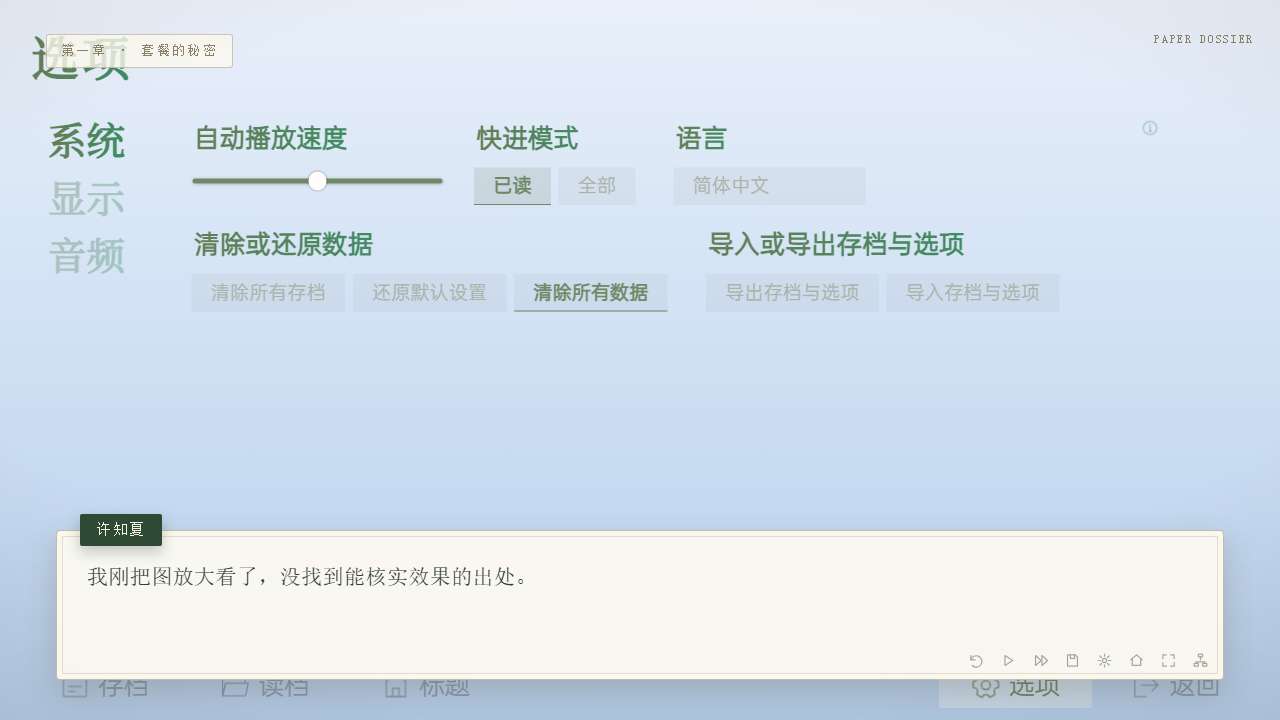 选项
第一章 · 套餐的秘密
PAPER DOSSIER
系统
显示
音频
自动播放速度
快进模式
语言
已读
全部
简体中文
清除或还原数据
导入或导出存档与选项
清除所有存档
还原默认设置
清除所有数据
导出存档与选项
导入存档与选项
许知夏
我刚把图放大看了，没找到能核实效果的出处。
存档
读档
标题
选项
返回